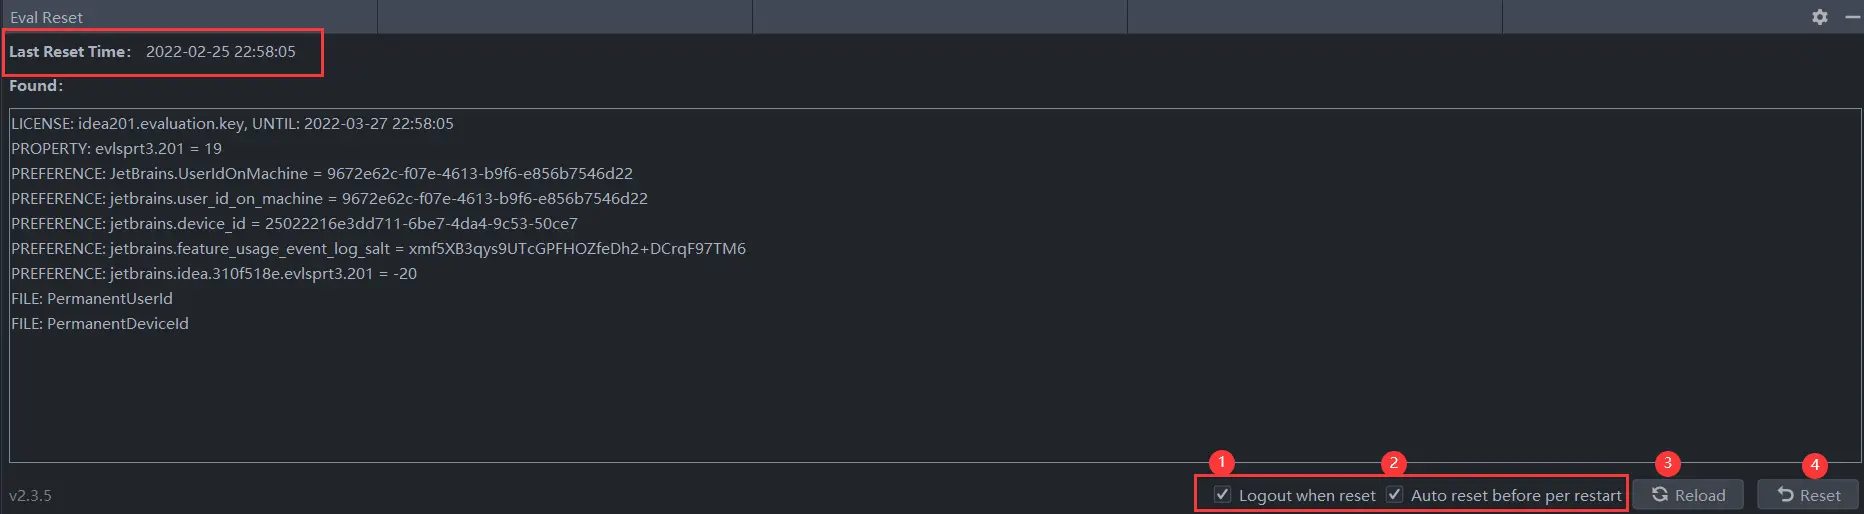 Eval Reset
Last Reset Time: 2022-02-25 22:58:05
Found:
LICENSE: idea201.evaluation.key, UNTIL: 2022-03-27 22:58:05
PROPERTY: evlsprt3.201 = 19
PREFERENCE: JetBrains.UserIdOnMachine = 9672e62c-f07e-4613-b9f6-e856b7546d22
PREFERENCE: jetbrains.user_id_on_machine = 9672e62c-f07e-4613-b9f6-e856b7546d22
PREFERENCE: jetbrains.device_id = 25022216e3dd711-6be7-4da4-9c53-50ce7
PREFERENCE: jetbrains.feature_usage_event_log_salt = xmf5XB3qys9UTcGPFHOZfeDh2+DCrqF97TM6
PREFERENCE: jetbrains.idea.310f518e.evlsprt3.201 = -20
FILE: PermanentUserId
FILE: PermanentDeviceId
1 2 3 4
v2.3.5 Logout when reset Auto reset before per restart Reload Reset